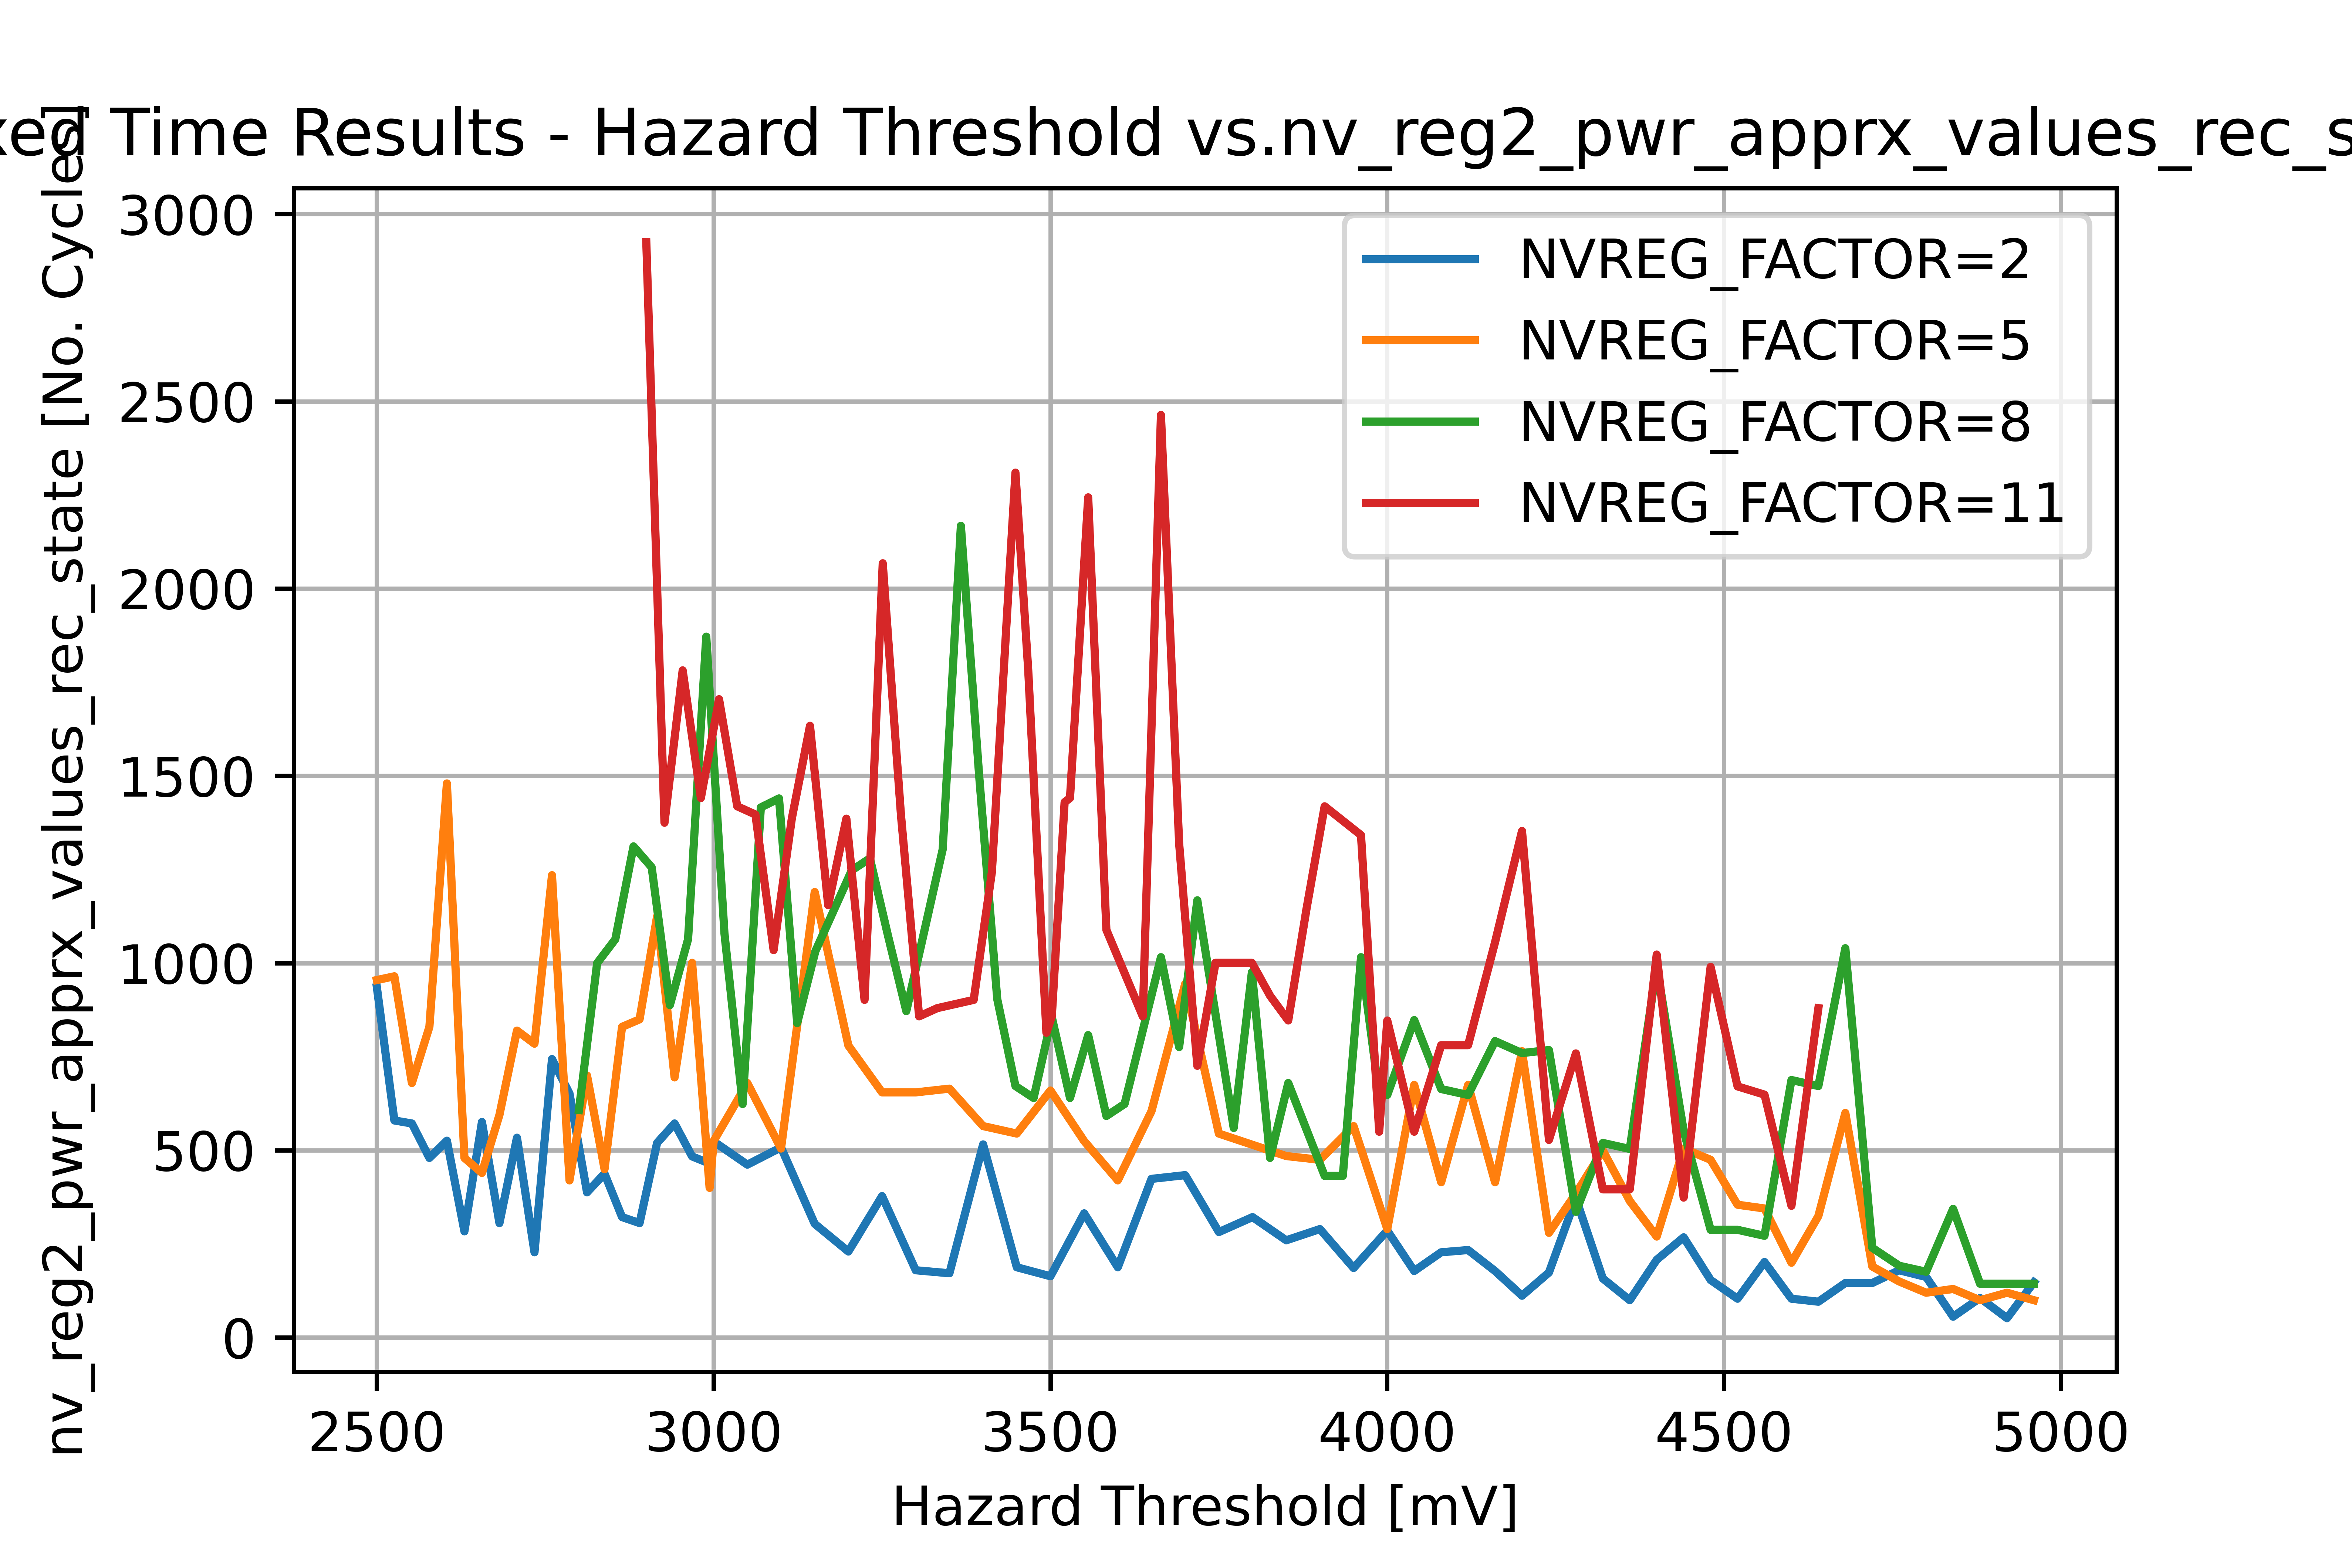 Time Results - Hazard Threshold vs.nv_reg2_pwr_apprx_values_rec_s
nv_reg2_pwr_apprx_values_rec_state [No. Cycles]
3000
2500
2000
1500
1000
500
0
NVREG_FACTOR=2
NVREG_FACTOR=5
NVREG_FACTOR=8
NVREG_FACTOR=11
2500 3000 3500 4000 4500 5000
Hazard Threshold [mV]